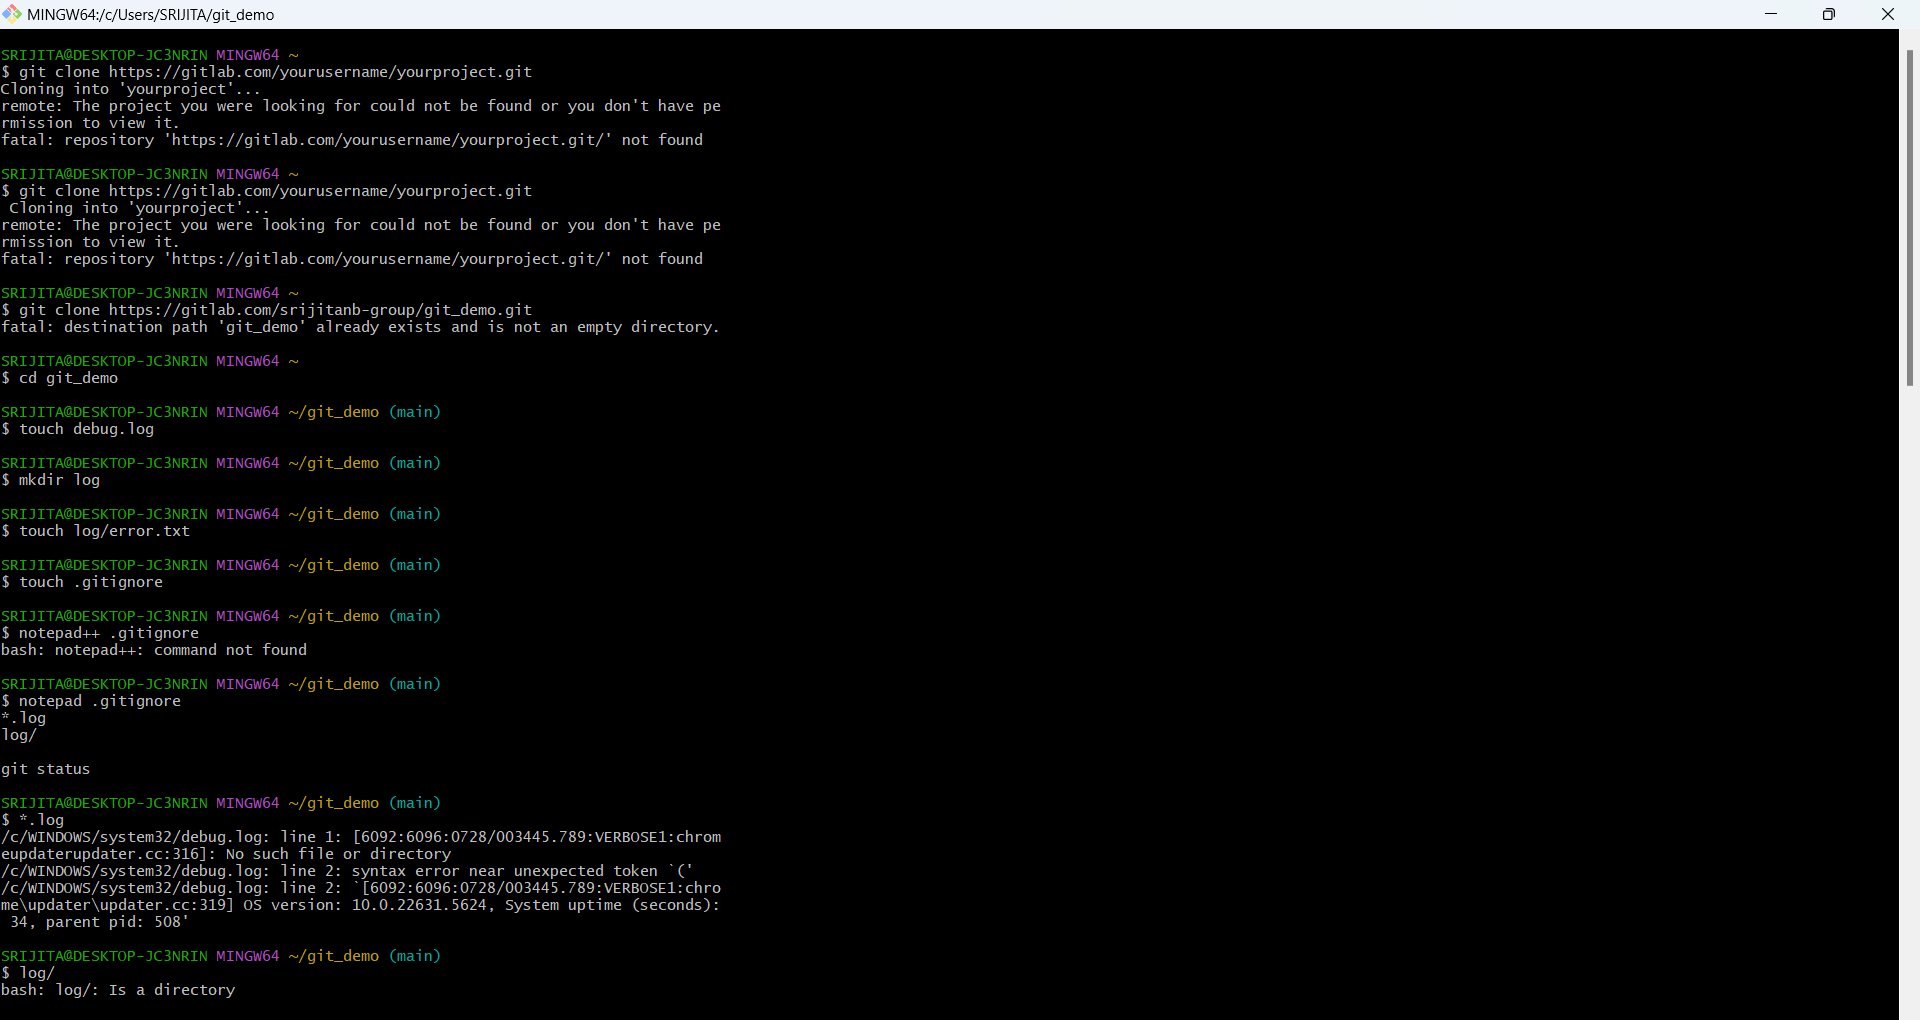 MINGW64:/c/Users/SRIJITA/git_demo
SRIJITA@DESKTOP-JC3NRIN MINGW64 ~
$ git clone https://gitlab.com/yourusername/yourproject.git
Cloning into 'yourproject'...
remote: The project you were looking for could not be found or you don't have pe
rmission to view it.
fatal: repository 'https://gitlab.com/yourusername/yourproject.git/' not found
SRIJITA@DESKTOP-JC3NRIN MINGW64 ~
$ git clone https://gitlab.com/yourusername/yourproject.git
 Cloning into 'yourproject'...
remote: The project you were looking for could not be found or you don't have pe
rmission to view it.
fatal: repository 'https://gitlab.com/yourusername/yourproject.git/' not found
SRIJITA@DESKTOP-JC3NRIN MINGW64 ~
$ git clone https://gitlab.com/srijitanb-group/git_demo.git
fatal: destination path 'git_demo' already exists and is not an empty directory.
SRIJITA@DESKTOP-JC3NRIN MINGW64 ~
$ cd git_demo
SRIJITA@DESKTOP-JC3NRIN MINGW64 ~/git_demo (main)
$ touch debug.log
SRIJITA@DESKTOP-JC3NRIN MINGW64 ~/git_demo (main)
$ mkdir log
SRIJITA@DESKTOP-JC3NRIN MINGW64 ~/git_demo (main)
$ touch log/error.txt
SRIJITA@DESKTOP-JC3NRIN MINGW64 ~/git_demo (main)
$ touch .gitignore
SRIJITA@DESKTOP-JC3NRIN MINGW64 ~/git_demo (main)
$ notepad++ .gitignore
bash: notepad++: command not found
SRIJITA@DESKTOP-JC3NRIN MINGW64 ~/git_demo (main)
$ notepad .gitignore
*.log
log/
git status
SRIJITA@DESKTOP-JC3NRIN MINGW64 ~/git_demo (main)
$ *.log
/c/WINDOWS/system32/debug.log: line 1: [6092:6096:0728/003445.789:VERBOSE1:chrom
eupdaterupdater.cc:316]: No such file or directory
/c/WINDOWS/system32/debug.log: line 2: syntax error near unexpected token `('
/c/WINDOWS/system32/debug.log: line 2: `[6092:6096:0728/003445.789:VERBOSE1:chro
me\updater\updater.cc:319] OS version: 10.0.22631.5624, System uptime (seconds):
 34, parent pid: 508'
SRIJITA@DESKTOP-JC3NRIN MINGW64 ~/git_demo (main)
$ log/
bash: log/: Is a directory